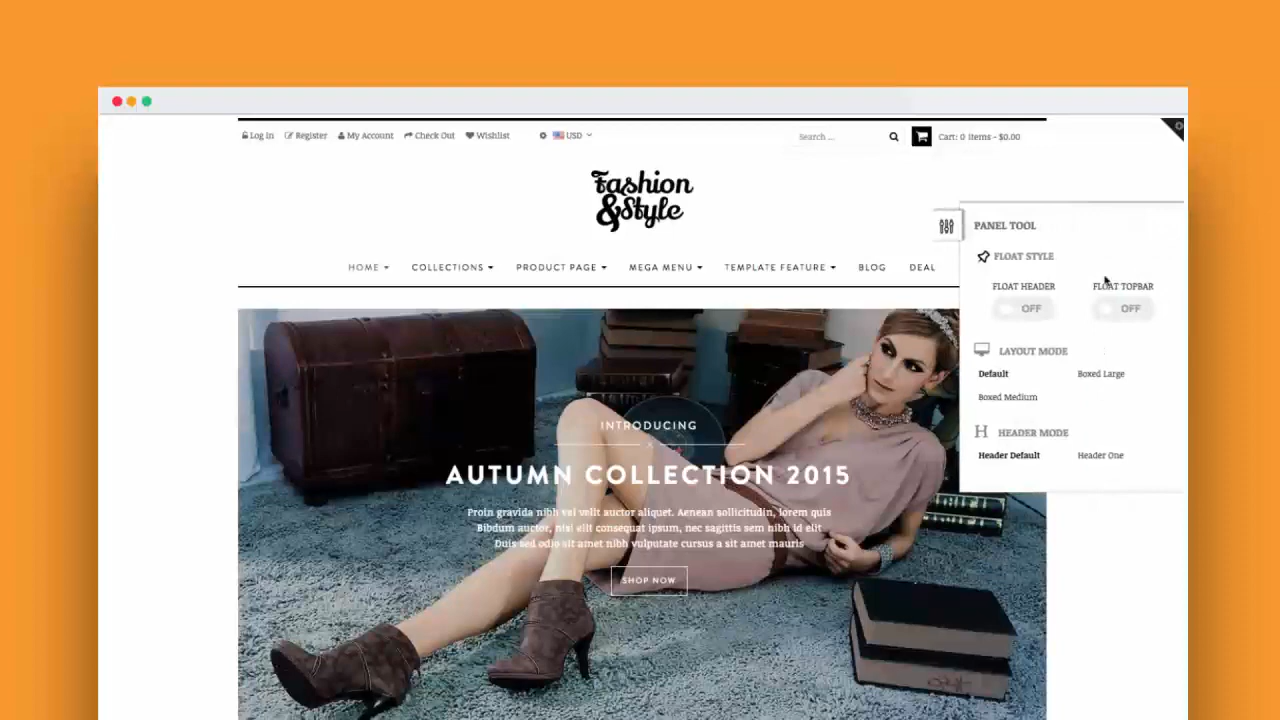 Log In Register My Account Check Out Wishlist USD Search ... Cart: 0 items - $0.00
Fashion
&Style
HOME COLLECTIONS PRODUCT PAGE MEGA MENU TEMPLATE FEATURE BLOG DEAL
PANEL TOOL
FLOAT STYLE
FLOAT HEADER FLOAT TOPBAR
OFF OFF
LAYOUT MODE
Default Boxed Large
Boxed Medium
H HEADER MODE
Header Default Header One
INTRODUCING
AUTUMN COLLECTION 2015
Proin gravida nibh vel velit auctor aliquet. Aenean sollicitudin, lorem quis
Bibdum auctor, nisi elit consequat ipsum, nec sagittis sem nibh id elit
Duis sed odio sit amet nibh vulputate cursus a sit amet mauris
SHOP NOW